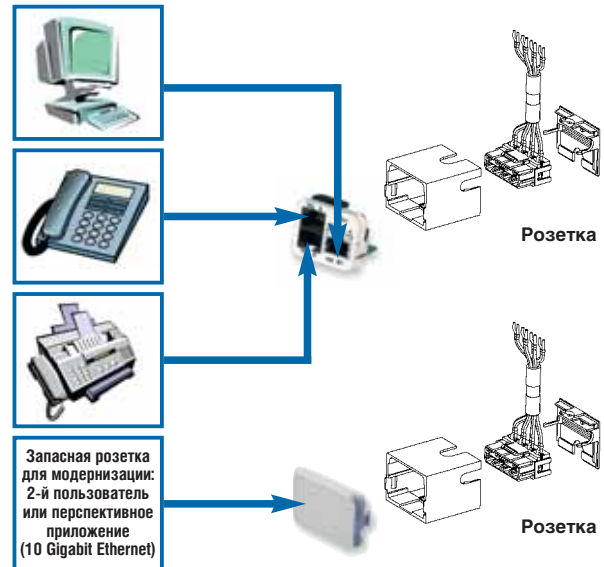 Розетка
Запасная розетка
для модернизации:
2-й пользователь
или перспективное
приложение
(10 Gigabit Ethernet)
Розетка